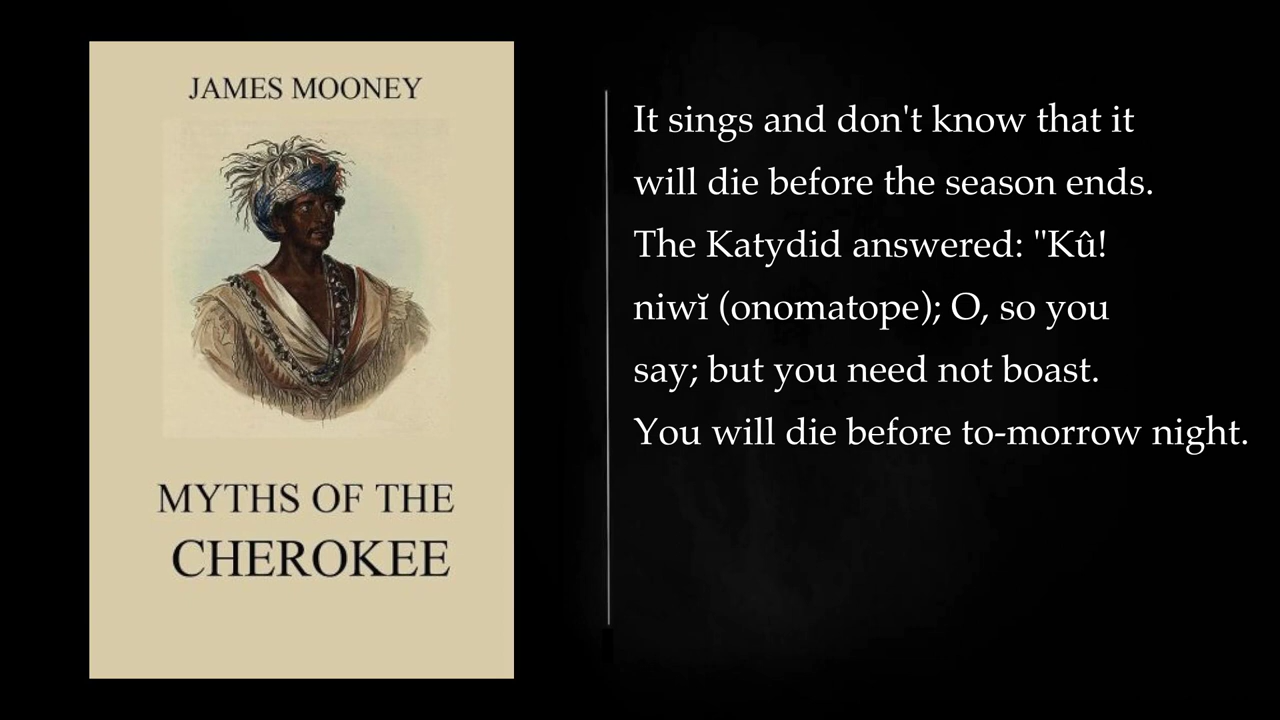 JAMES MOONEY
MYTHS OF THE
CHEROKEE
It sings and don't know that it
will die before the season ends.
The Katydid answered: "Kû!
niwĭ (onomatope); O, so you
say; but you need not boast.
You will die before to-morrow night.